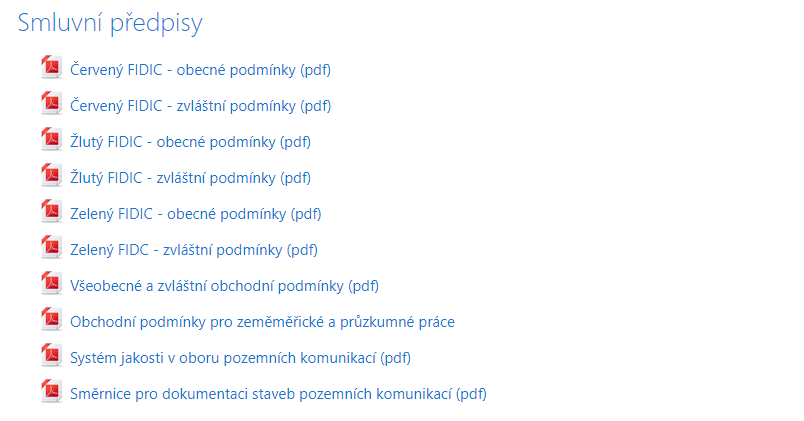 Smluvní předpisy
Červený FIDIC - obecné podmínky (pdf)
Červený FIDIC - zvláštní podmínky (pdf)
Žlutý FIDIC - obecné podmínky (pdf)
Žlutý FIDIC - zvláštní podmínky (pdf)
Zelený FIDIC - obecné podmínky (pdf)
Zelený FIDC - zvláštní podmínky (pdf)
Všeobecné a zvláštní obchodní podmínky (pdf)
Obchodní podmínky pro zeměměřické a průzkumné práce
Systém jakosti v oboru pozemních komunikací (pdf)
Směrnice pro dokumentaci staveb pozemních komunikací (pdf)